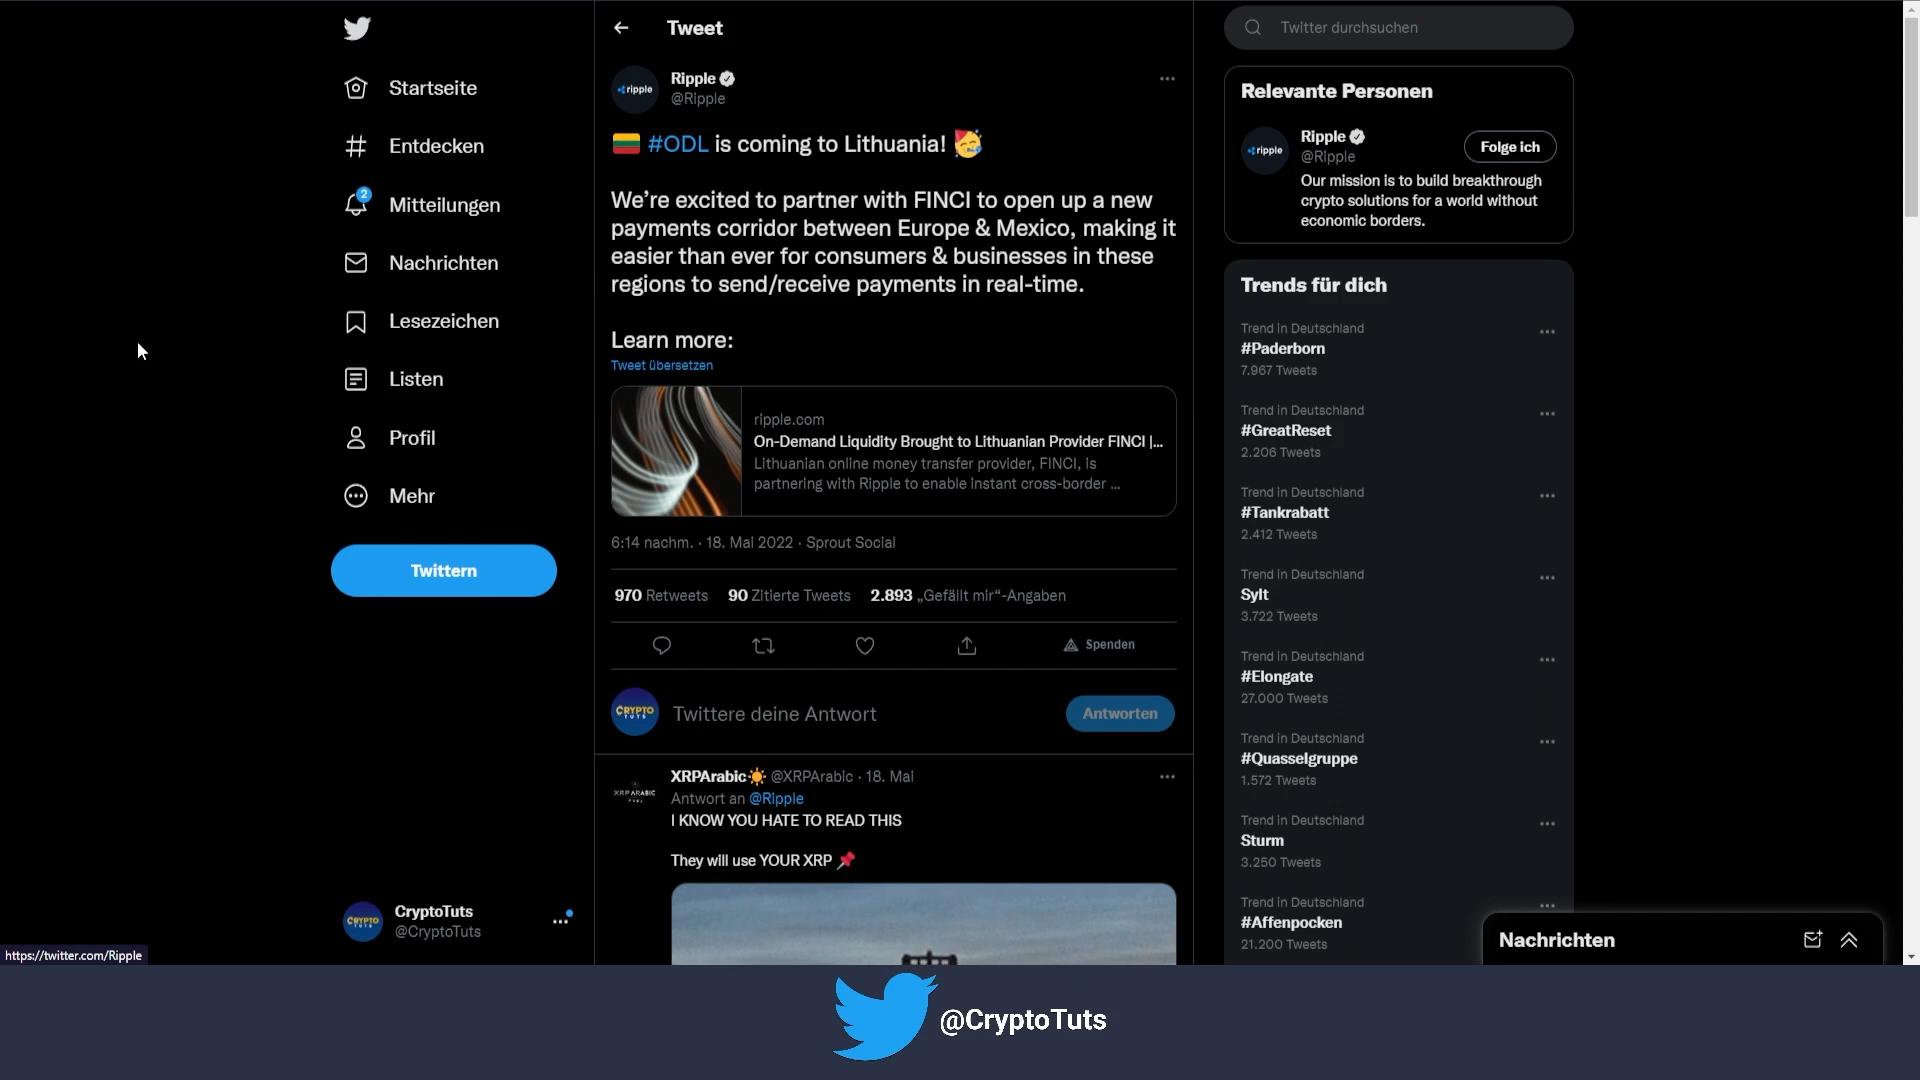 Startseite
Entdecken
2
Mitteilungen
Nachrichten
Lesezeichen
Listen
Profil
Mehr
Twittern
CryptoTuts
@CryptoTuts
https://twitter.com/Ripple
Tweet
ripple
Ripple
@Ripple
#ODL is coming to Lithuania!
We’re excited to partner with FINCI to open up a new
payments corridor between Europe & Mexico, making it
easier than ever for consumers & businesses in these
regions to send/receive payments in real-time.
Learn more:
Tweet übersetzen
ripple.com
On-Demand Liquidity Brought to Lithuanian Provider FINCI |...
Lithuanian online money transfer provider, FINCI, is
partnering with Ripple to enable instant cross-border ...
6:14 nachm. · 18. Mai 2022 · Sprout Social
970 Retweets 90 Zitierte Tweets 2.893 „Gefällt mir“-Angaben
Spenden
CRYPTO
TUTS
Twittere deine Antwort
Antworten
XRP ARABIC
XRPArabic @XRPArabic · 18. Mai
Antwort an @Ripple
I KNOW YOU HATE TO READ THIS
They will use YOUR XRP
Twitter durchsuchen
Relevante Personen
ripple
Ripple
@Ripple
Folge ich
Our mission is to build breakthrough
crypto solutions for a world without
economic borders.
Trends für dich
Trend in Deutschland
#Paderborn
7.967 Tweets
Trend in Deutschland
#GreatReset
2.206 Tweets
Trend in Deutschland
#Tankrabatt
2.412 Tweets
Trend in Deutschland
Sylt
3.722 Tweets
Trend in Deutschland
#Elongate
27.000 Tweets
Trend in Deutschland
#Quasselgruppe
1.572 Tweets
Trend in Deutschland
Sturm
3.250 Tweets
Trend in Deutschland
#Affenpocken
21.200 Tweets
Nachrichten
@CryptoTuts